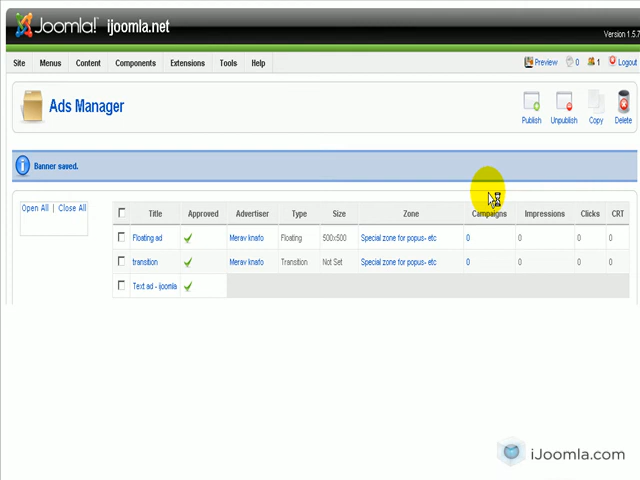 Joomla! ijoomla.net
Version 1.5.7
Site Menus Content Components Extensions Tools Help Preview 0 1 Logout
Ads Manager
Publish Unpublish Copy Delete
Banner saved.
Open All | Close All
Title Approved Advertiser Type Size Zone Campaigns Impressions Clicks CRT
Floating ad Merav knafo Floating 500x500 Special zone for popus- etc 0 0 0 0
transition Merav knafo Transition Not Set Special zone for popus- etc 0 0 0 0
Text ad - ijoomla
iJoomla.com